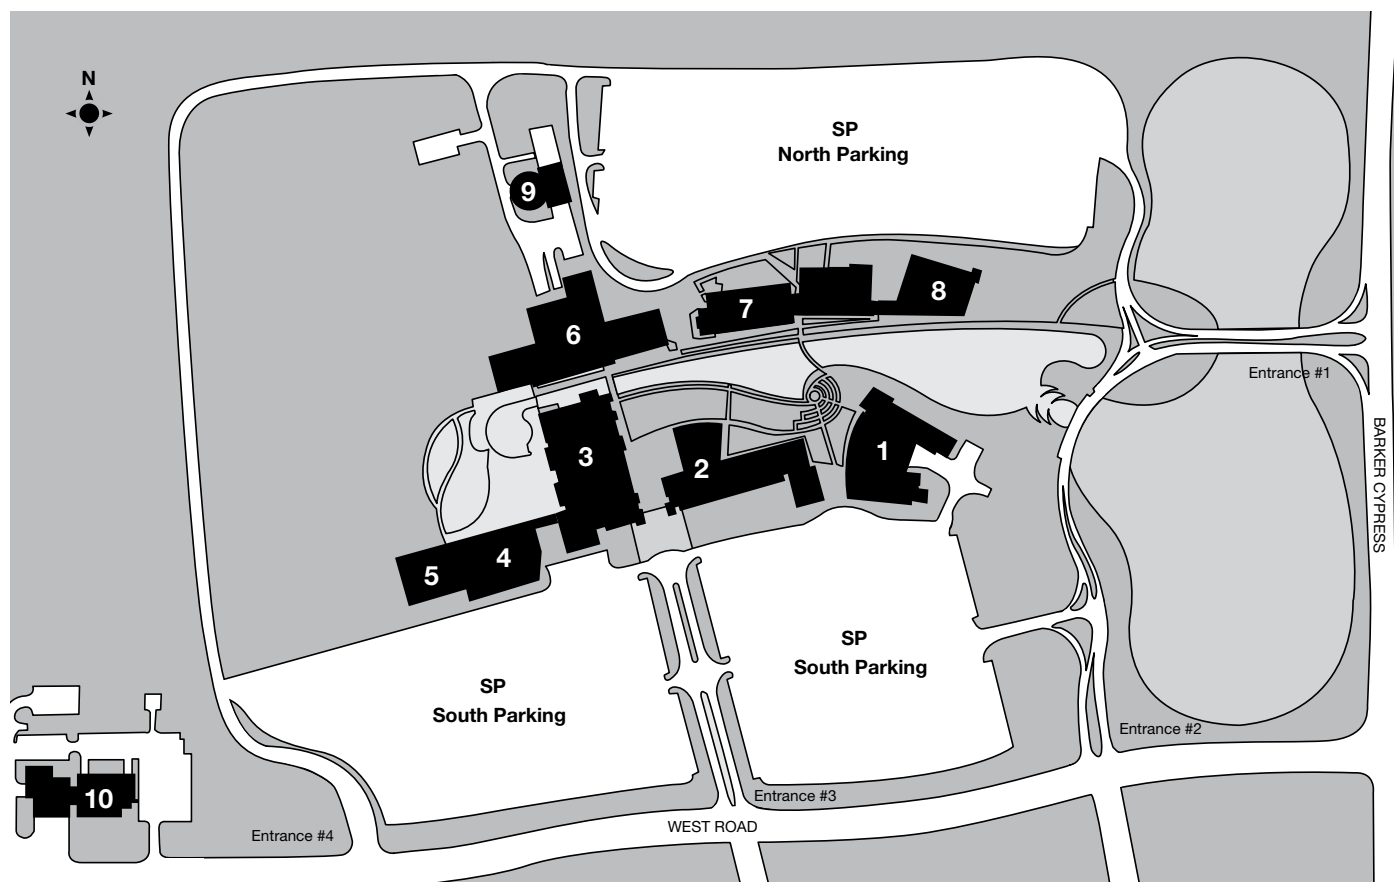 N
SP
North Parking
9
8
7
6
Entrance #1
BARKER CYPRESS
3
1
2
4
5
SP
South Parking
SP
South Parking
Entrance #2
10
Entrance #3
WEST ROAD
Entrance #4